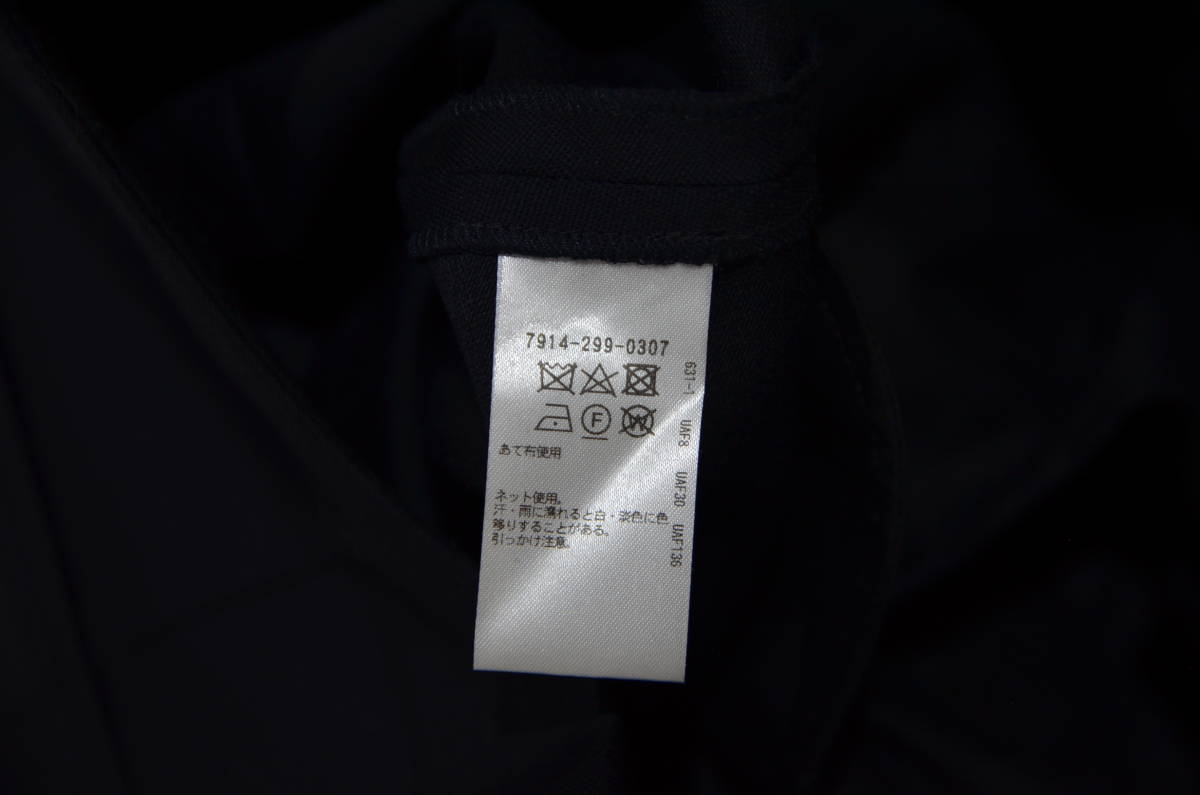 7914-299-0307
F W
あて布使用
ネット使用。
汗・雨に濡れると白・淡色に色
移りすることがある。
引っかけ注意。
631-1 UAF8 UAF30 UAF136